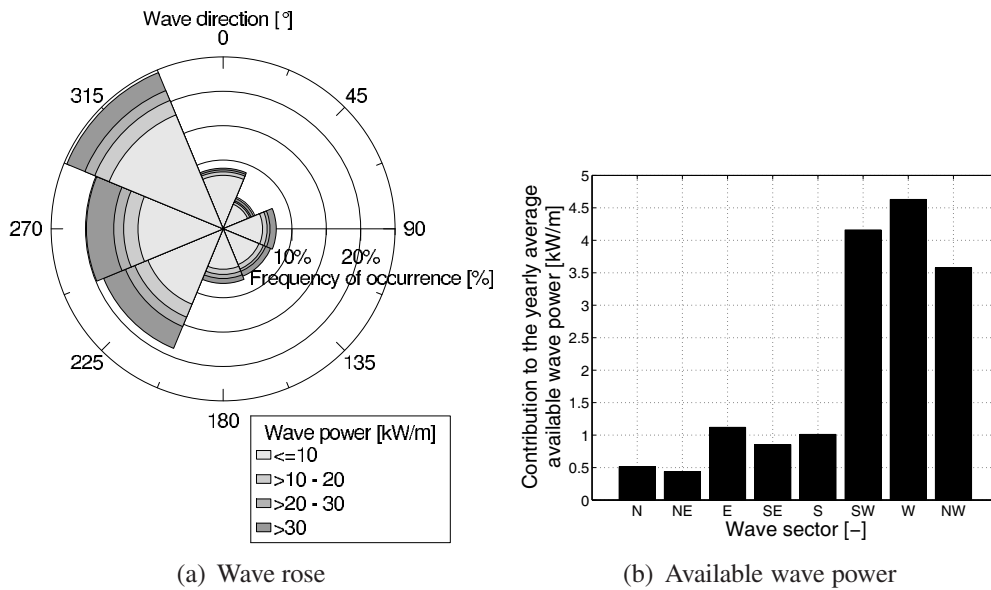 Wave direction [°]
0
45
90
135
180
225
270
315
10%
20%
Frequency of occurrence [%]
Wave power [kW/m]
<=10
>10 - 20
>20 - 30
>30
(a) Wave rose
Contribution to the yearly average
available wave power [kW/m]
5
4.5
4
3.5
3
2.5
2
1.5
1
0.5
0
N NE E SE S SW W NW
Wave sector [−]
(b) Available wave power